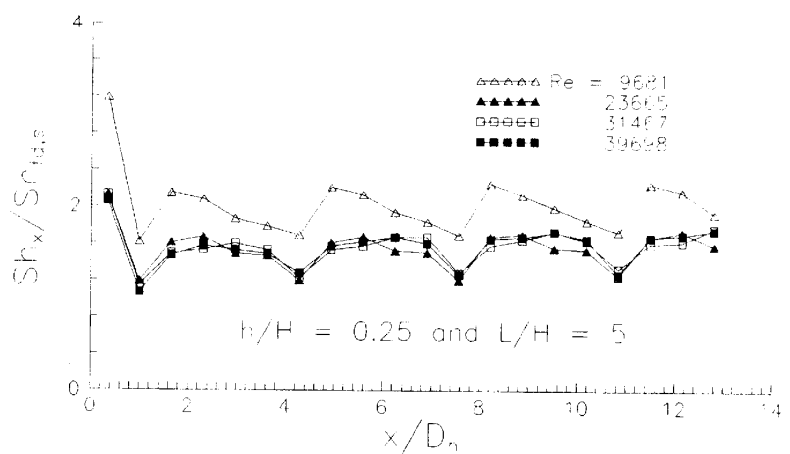 4
2
0
Sh_x/Sh_fd,s
Re = 9681
23665
31467
39698
h/H = 0.25 and L/H = 5
0 2 4 6 8 10 12 14
x/D_h